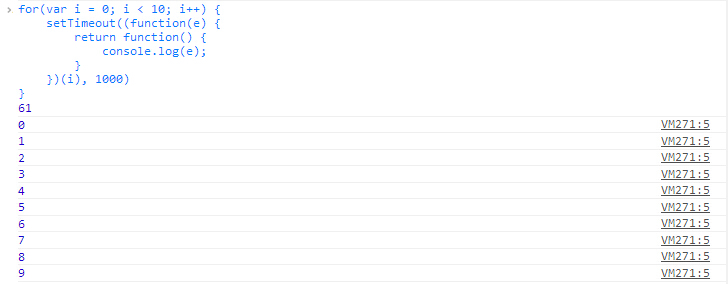 › for(var i = 0; i < 10; i++) {
    setTimeout((function(e) {
        return function() {
            console.log(e);
        }
    })(i), 1000)
}
61
0 VM271:5
1 VM271:5
2 VM271:5
3 VM271:5
4 VM271:5
5 VM271:5
6 VM271:5
7 VM271:5
8 VM271:5
9 VM271:5